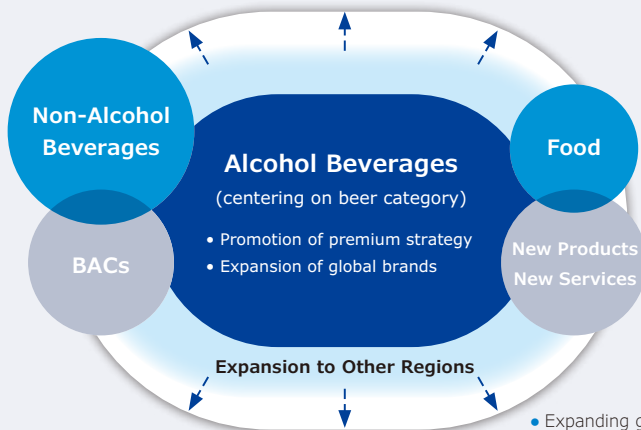 Non-Alcohol
Beverages
BACs
Alcohol Beverages
(centering on beer category)
• Promotion of premium strategy
• Expansion of global brands
Food
New Products
New Services
Expansion to Other Regions
• Expanding